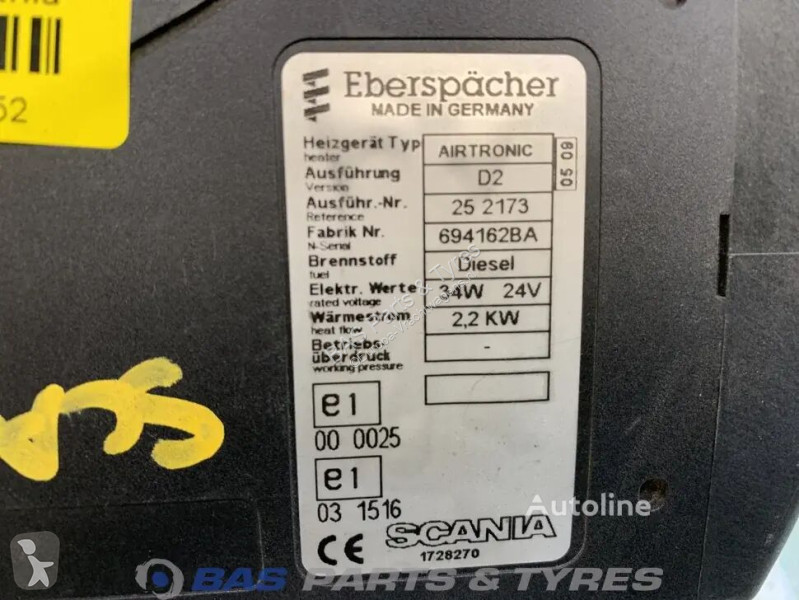 52
Eberspächer
MADE IN GERMANY
Heizgerät Typ AIRTRONIC
heater
Ausführung D2
Version
05 09
Ausführ.-Nr. 25 2173
Reference
Fabrik Nr. 694162BA
N-Serial
Brennstoff Diesel
fuel
Elektr. Werte 34W 24V
rated voltage
Wärmestrom 2,2 KW
heat flow
Betriebs- -
überdruck
working pressure
e1
00 0025
e1
03 1516
CE SCANIA
1728270
Autoline
BAS PARTS & TYRES